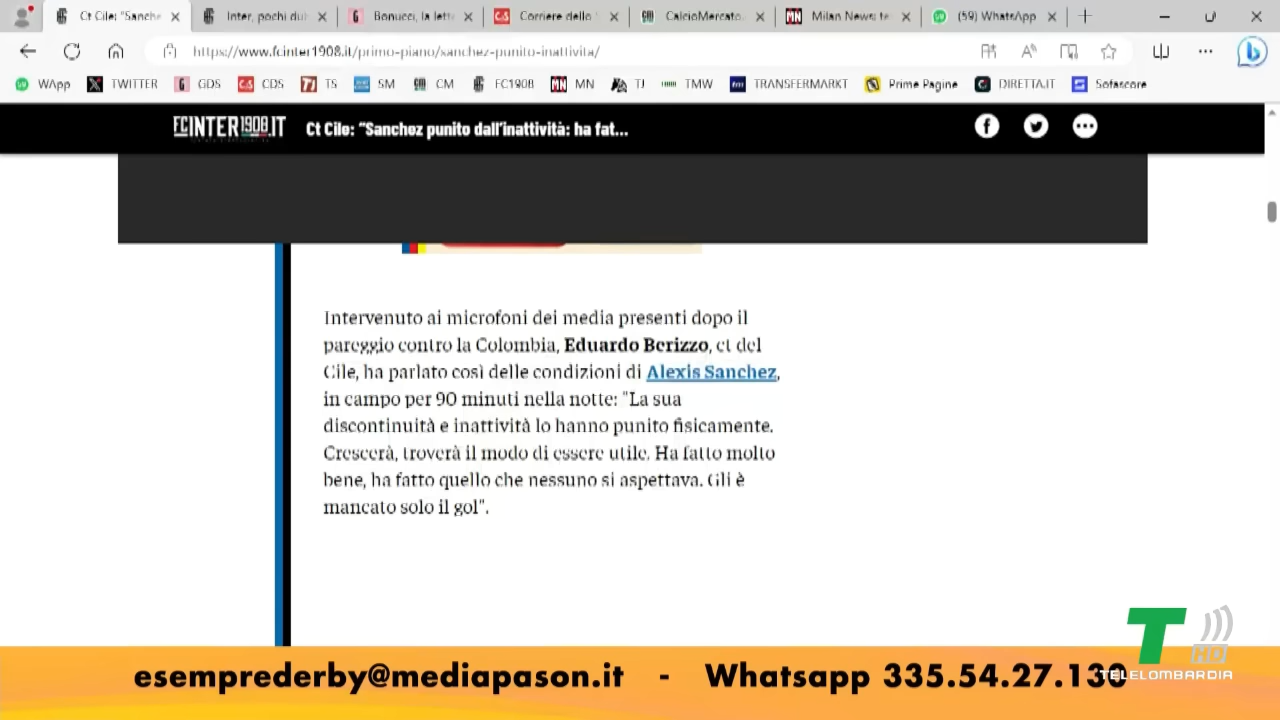 Ct Cile: "Sanche
Inter, pochi du
Bonucci, la lett
Corriere dello
CalcioMercato.
Milan News: te
(59) WhatsApp
https://www.fcinter1908.it/primo-piano/sanchez-punito-inattivita/
WApp
TWITTER
GDS
CDS
TS
SM
CM
FC1908
MN
TJ
TMW
TRANSFERMARKT
Prime Pagine
DIRETTA.IT
Sofascore
FCINTER1908.IT
Ct Cile: "Sanchez punito dall'inattività: ha fat...
Intervenuto ai microfoni dei media presenti dopo il
pareggio contro la Colombia, Eduardo Berizzo, ct del
Cile, ha parlato così delle condizioni di Alexis Sanchez,
in campo per 90 minuti nella notte: "La sua
discontinuità e inattività lo hanno punito fisicamente.
Crescerà, troverà il modo di essere utile. Ha fatto molto
bene, ha fatto quello che nessuno si aspettava. Gli è
mancato solo il gol".
esemprederby@mediapason.it - Whatsapp 335.54.27.130
T HD
TELELOMBARDIA